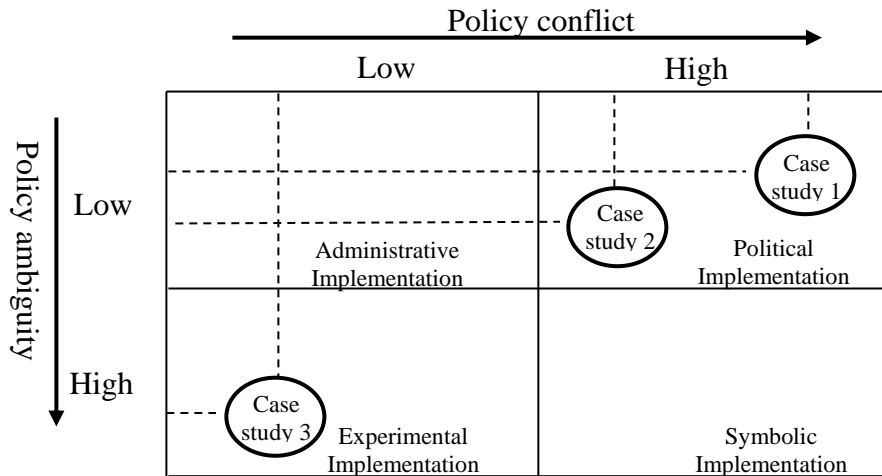 Policy conflict
Low
High
Policy ambiguity
Low
High
Case
study 1
Case
study 2
Administrative
Implementation
Political
Implementation
Case
study 3
Experimental
Implementation
Symbolic
Implementation